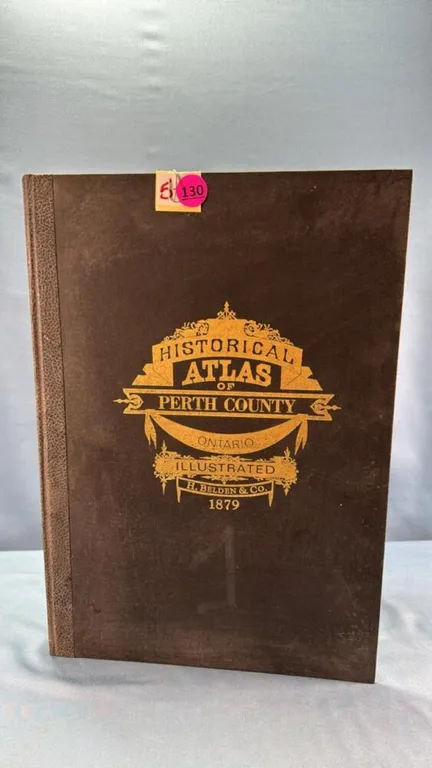 130
HISTORICAL
ATLAS
OF
PERTH COUNTY
ONTARIO
ILLUSTRATED
H. BELDEN & CO.
1879
1